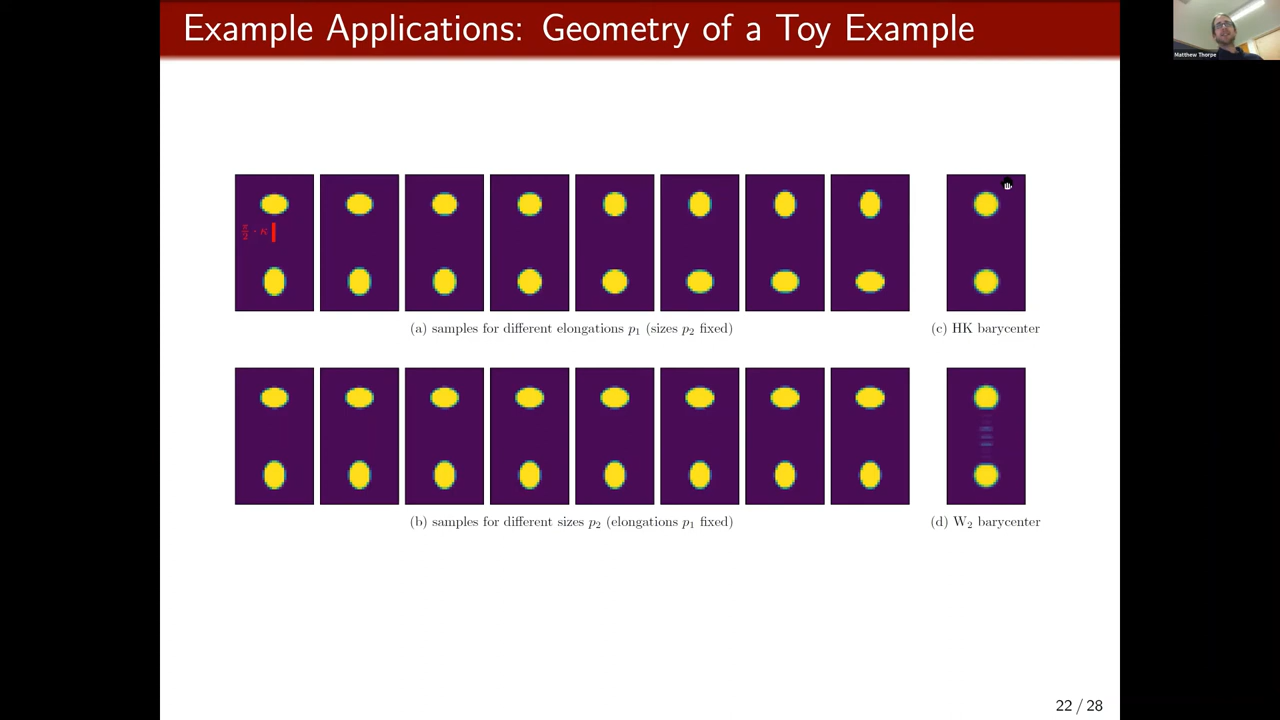 Example Applications: Geometry of a Toy Example
Matthew Thorpe
(a) samples for different elongations p₁ (sizes p₂ fixed)
(c) HK barycenter
(b) samples for different sizes p₂ (elongations p₁ fixed)
(d) W₂ barycenter
22 / 28